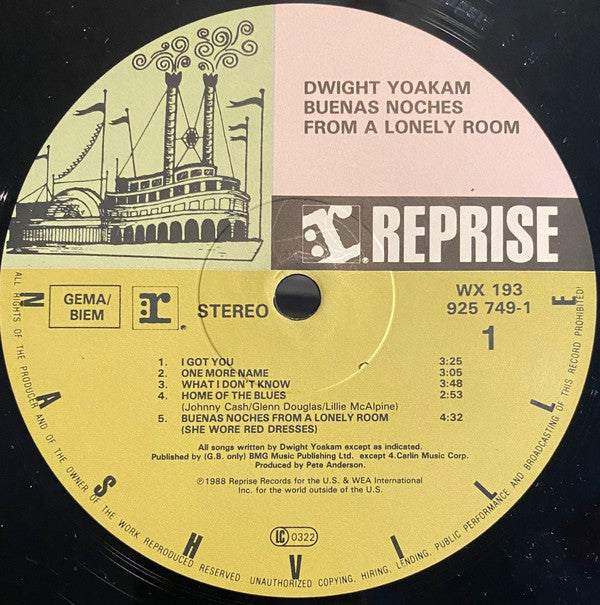 DWIGHT YOAKAM
BUENAS NOCHES
FROM A LONELY ROOM
r
REPRISE
GEMA/
BIEM
r
STEREO
WX 193
925 749-1
1
1. I GOT YOU 3:25
2. ONE MORE NAME 3:05
3. WHAT I DON'T KNOW 3:48
4. HOME OF THE BLUES 2:53
(Johnny Cash/Glenn Douglas/Lillie McAlpine)
5. BUENAS NOCHES FROM A LONELY ROOM 4:32
(SHE WORE RED DRESSES)
All songs written by Dwight Yoakam except as indicated.
Published by (G.B. only) BMG Music Publishing Ltd. except 4.Carlin Music Corp.
Produced by Pete Anderson.
℗1988 Reprise Records for the U.S. & WEA International
Inc. for the world outside of the U.S.
LC 0322
NASHVILLE
ALL RIGHTS OF THE PRODUCER AND OF THE OWNER OF THE WORK REPRODUCED RESERVED. UNAUTHORIZED COPYING, HIRING, LENDING, PUBLIC PERFORMANCE AND BROADCASTING OF THIS RECORD PROHIBITED!